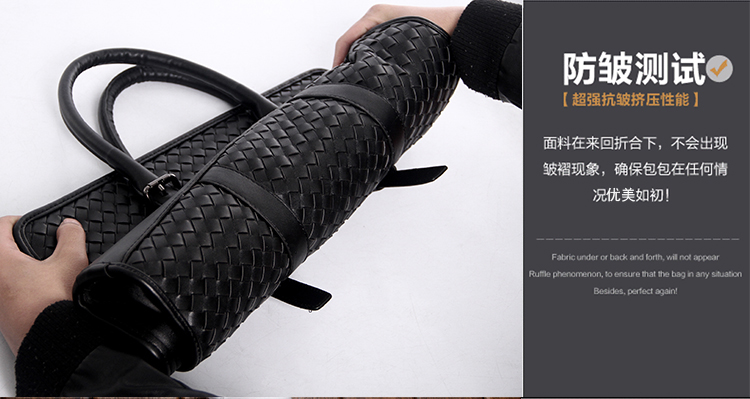 防皱测试
【超强抗皱挤压性能】
面料在来回折合下，不会出现
皱褶现象，确保包包在任何情
况优美如初！
Fabric under or back and forth, will not appear
Ruffle phenomenon, to ensure that the bag in any situation
Besides, perfect again!